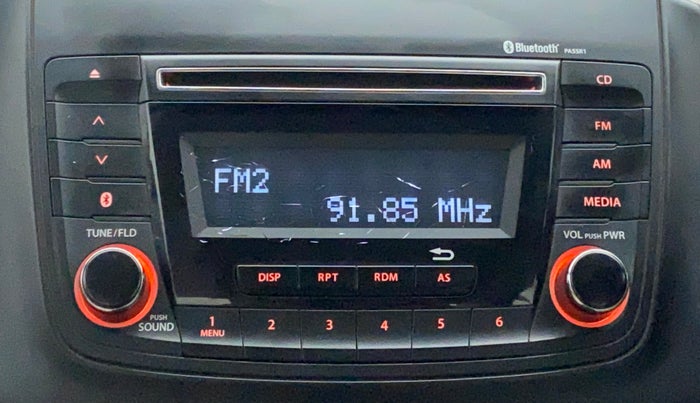 Bluetooth PA5SR1
CD
FM
AM
MEDIA
FM2
91.85 MHz
TUNE/FLD
VOL PUSH PWR
DISP
RPT
RDM
AS
PUSH
SOUND
1
MENU
2
3
4
5
6